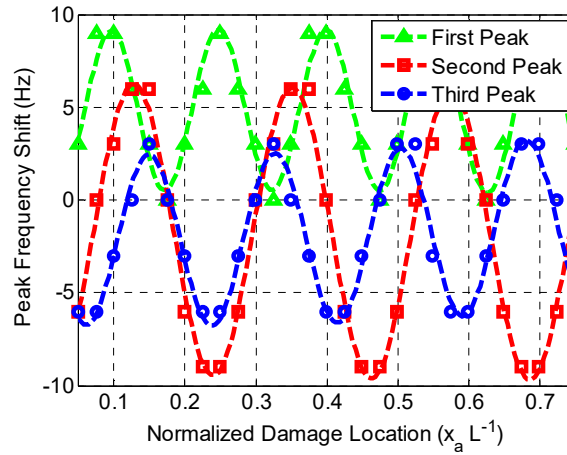 10
5
0
-5
-10
Peak Frequency Shift (Hz)
First Peak
Second Peak
Third Peak
0.1 0.2 0.3 0.4 0.5 0.6 0.7
Normalized Damage Location (xₐ L⁻¹)